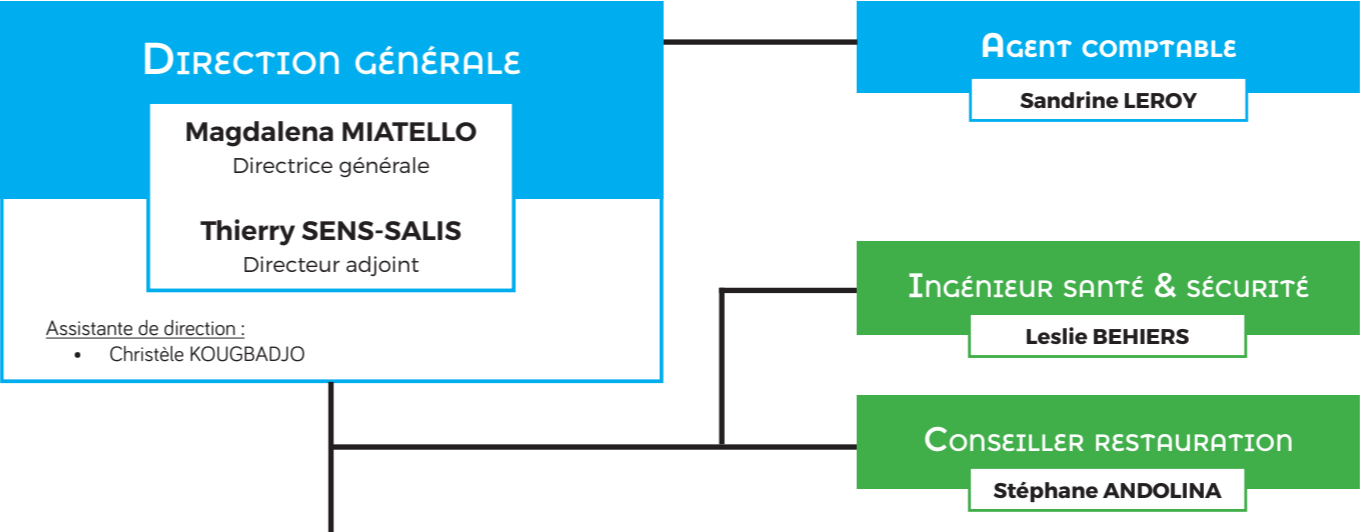 Direction générale
Magdalena MIATELLO
Directrice générale
Thierry SENS-SALIS
Directeur adjoint
Assistante de direction :
• Christèle KOUGBADJO
Agent comptable
Sandrine LEROY
Ingénieur santé & sécurité
Leslie BEHIERS
Conseiller restauration
Stéphane ANDOLINA